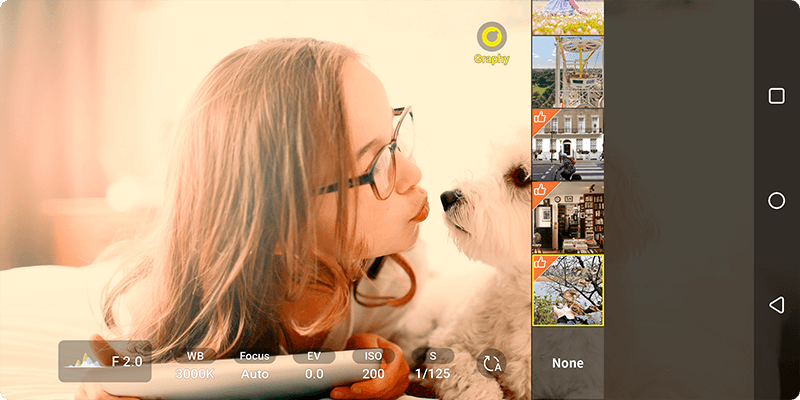 Graphy
F 2.0
WB
3000K
Focus
Auto
EV
0.0
ISO
200
S
1/125
A
None